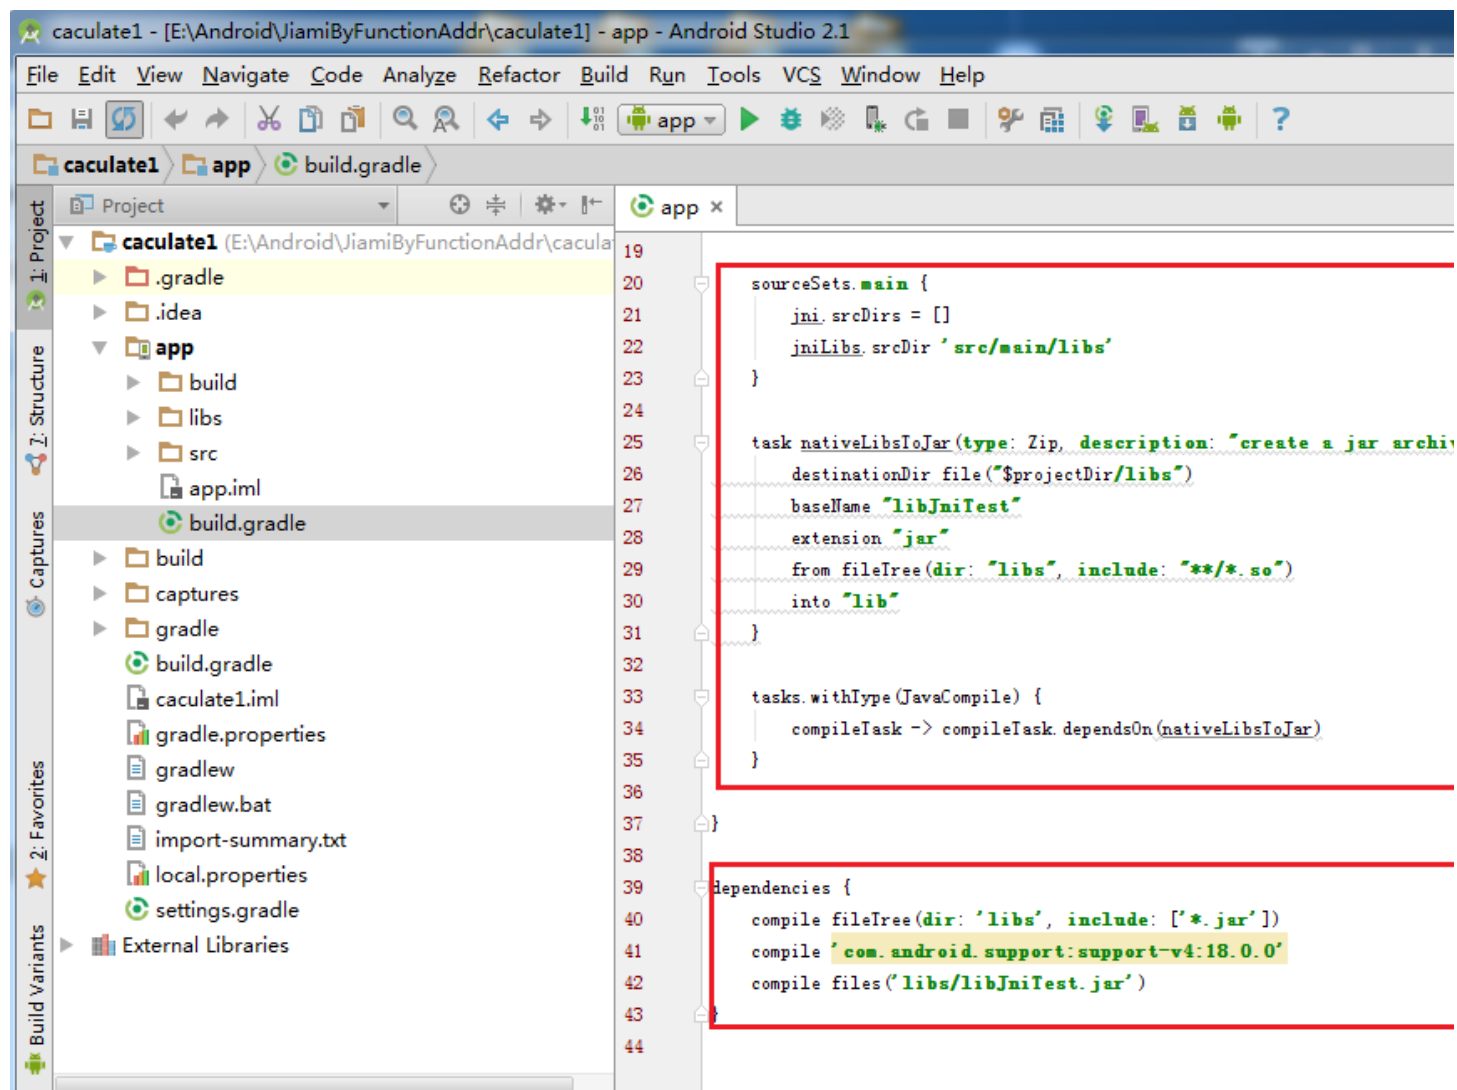 caculate1 - [E:\Android\JiamiByFunctionAddr\caculate1] - app - Android Studio 2.1
File Edit View Navigate Code Analyze Refactor Build Run Tools VCS Window Help
app
caculate1 app build.gradle
1: Project
7: Structure
Captures
2: Favorites
Build Variants
Project
caculate1 (E:\Android\JiamiByFunctionAddr\cacula
.gradle
.idea
app
build
libs
src
app.iml
build.gradle
build
captures
gradle
build.gradle
caculate1.iml
gradle.properties
gradlew
gradlew.bat
import-summary.txt
local.properties
settings.gradle
External Libraries
app
19
20 sourceSets.main {
21 jni.srcDirs = []
22 jniLibs.srcDir 'src/main/libs'
23 }
24
25 task nativeLibsToJar(type: Zip, description: "create a jar archiv
26 destinationDir file("$projectDir/libs")
27 baseName "libJniTest"
28 extension "jar"
29 from fileTree(dir: "libs", include: "**/*.so")
30 into "lib"
31 }
32
33 tasks.withType(JavaCompile) {
34 compileTask -> compileTask.dependsOn(nativeLibsToJar)
35 }
36
37 }
38
39 dependencies {
40 compile fileTree(dir: 'libs', include: ['*.jar'])
41 compile 'com.android.support:support-v4:18.0.0'
42 compile files('libs/libJniTest.jar')
43 }
44